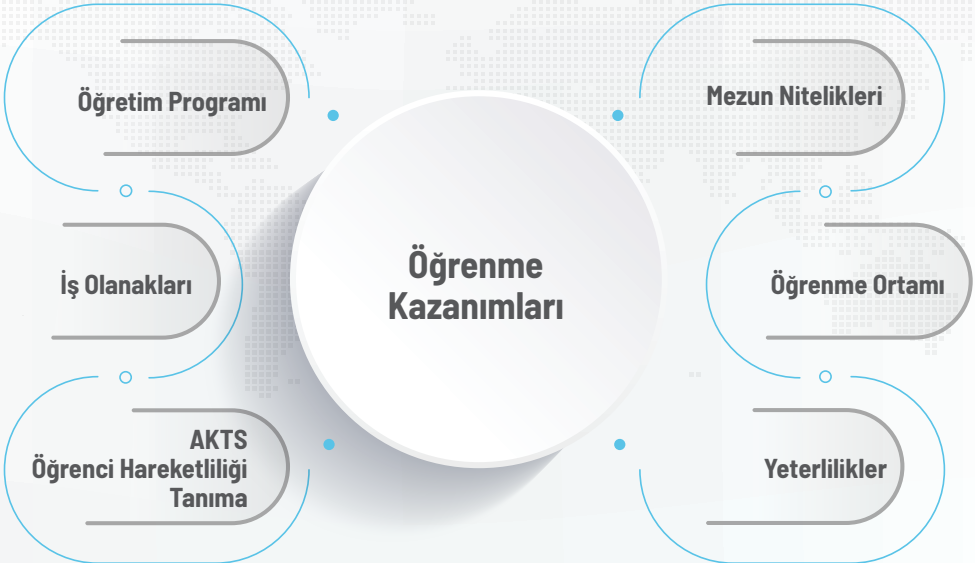 Öğretim Programı
İş Olanakları
AKTS
Öğrenci Hareketliliği
Tanıma
Öğrenme
Kazanımları
Mezun Nitelikleri
Öğrenme Ortamı
Yeterlilikler